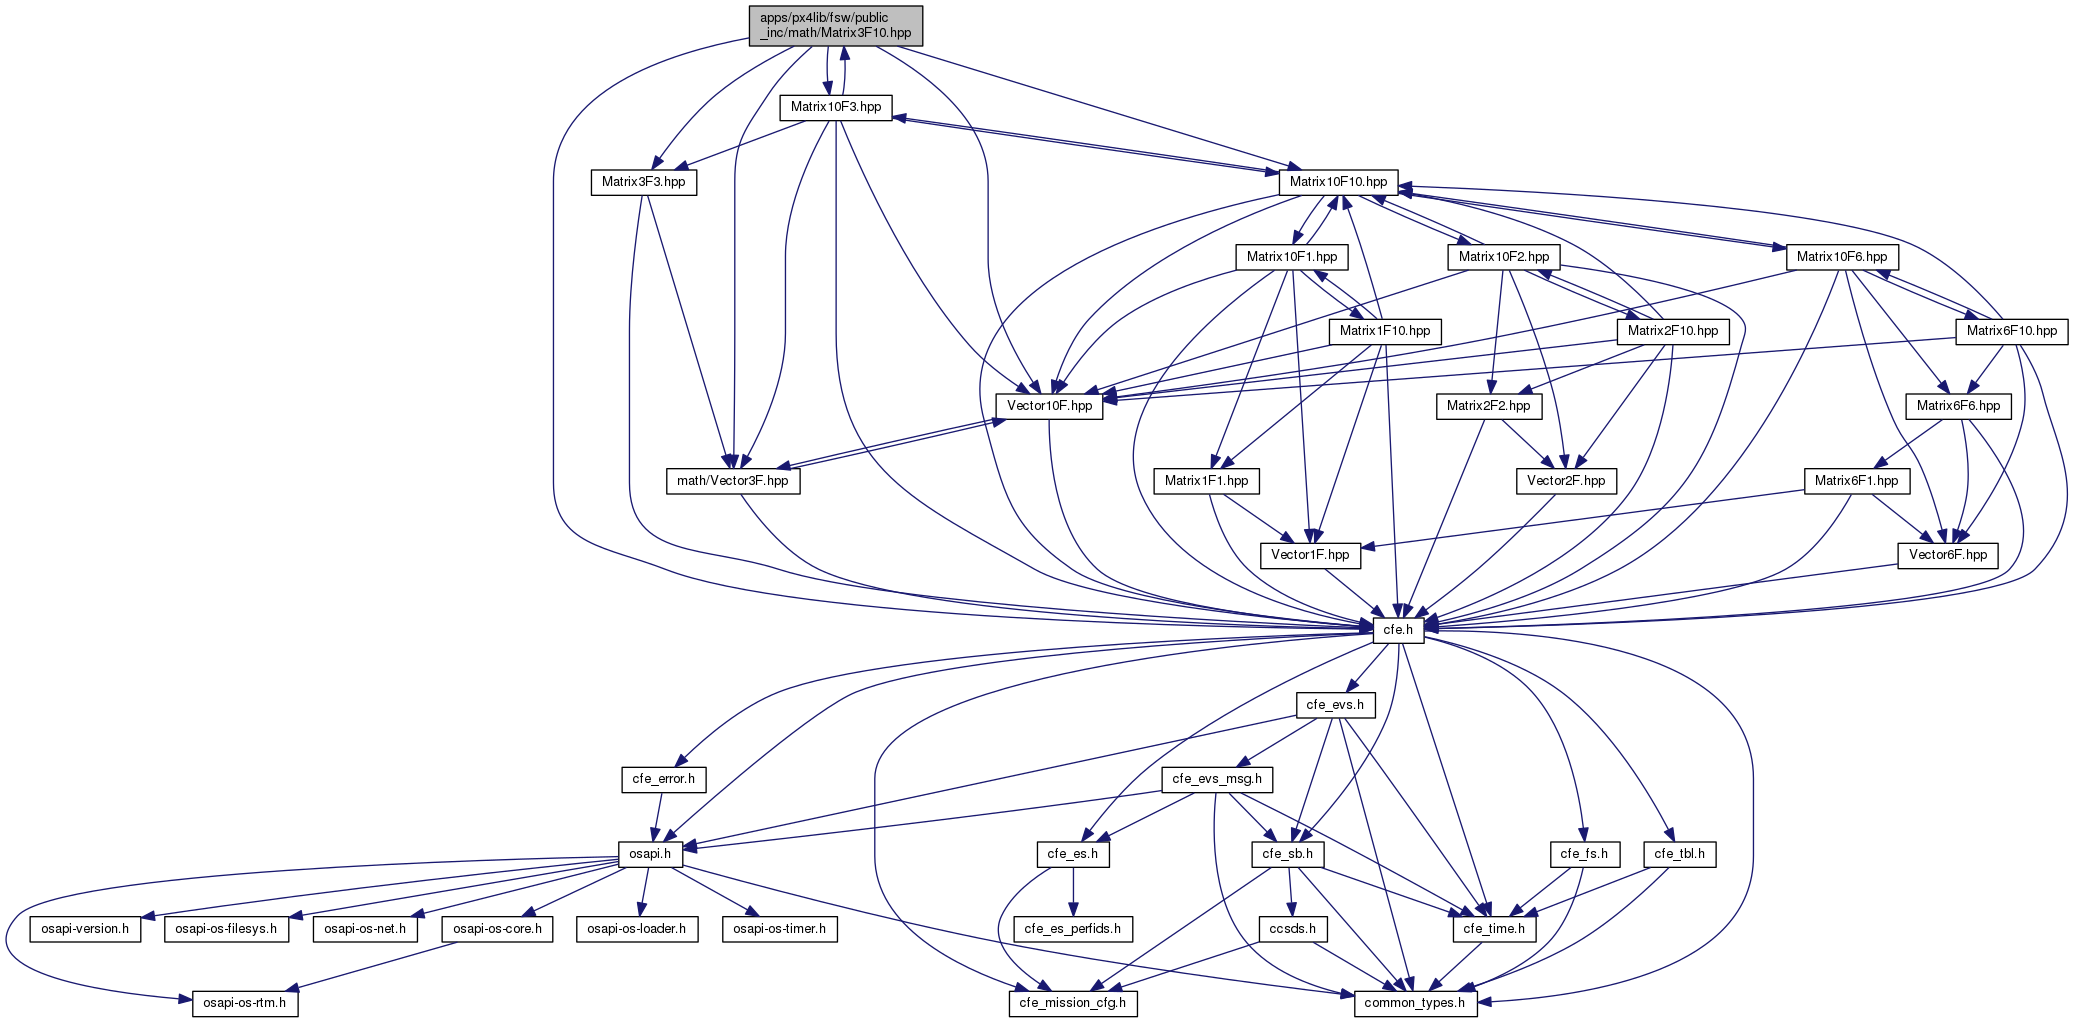 apps/px4lib/fsw/public
_inc/math/Matrix3F10.hpp
Matrix10F3.hpp
Matrix3F3.hpp
Matrix10F10.hpp
Matrix10F1.hpp
Matrix10F2.hpp
Matrix10F6.hpp
Matrix1F10.hpp
Matrix2F10.hpp
Matrix6F10.hpp
Vector10F.hpp
Matrix2F2.hpp
Matrix6F6.hpp
math/Vector3F.hpp
Matrix1F1.hpp
Vector2F.hpp
Matrix6F1.hpp
Vector1F.hpp
Vector6F.hpp
cfe.h
cfe_evs.h
cfe_error.h
cfe_evs_msg.h
osapi.h
cfe_es.h
cfe_sb.h
cfe_fs.h
cfe_tbl.h
osapi-version.h
osapi-os-filesys.h
osapi-os-net.h
osapi-os-core.h
osapi-os-loader.h
osapi-os-timer.h
cfe_es_perfids.h
ccsds.h
cfe_time.h
osapi-os-rtm.h
cfe_mission_cfg.h
common_types.h